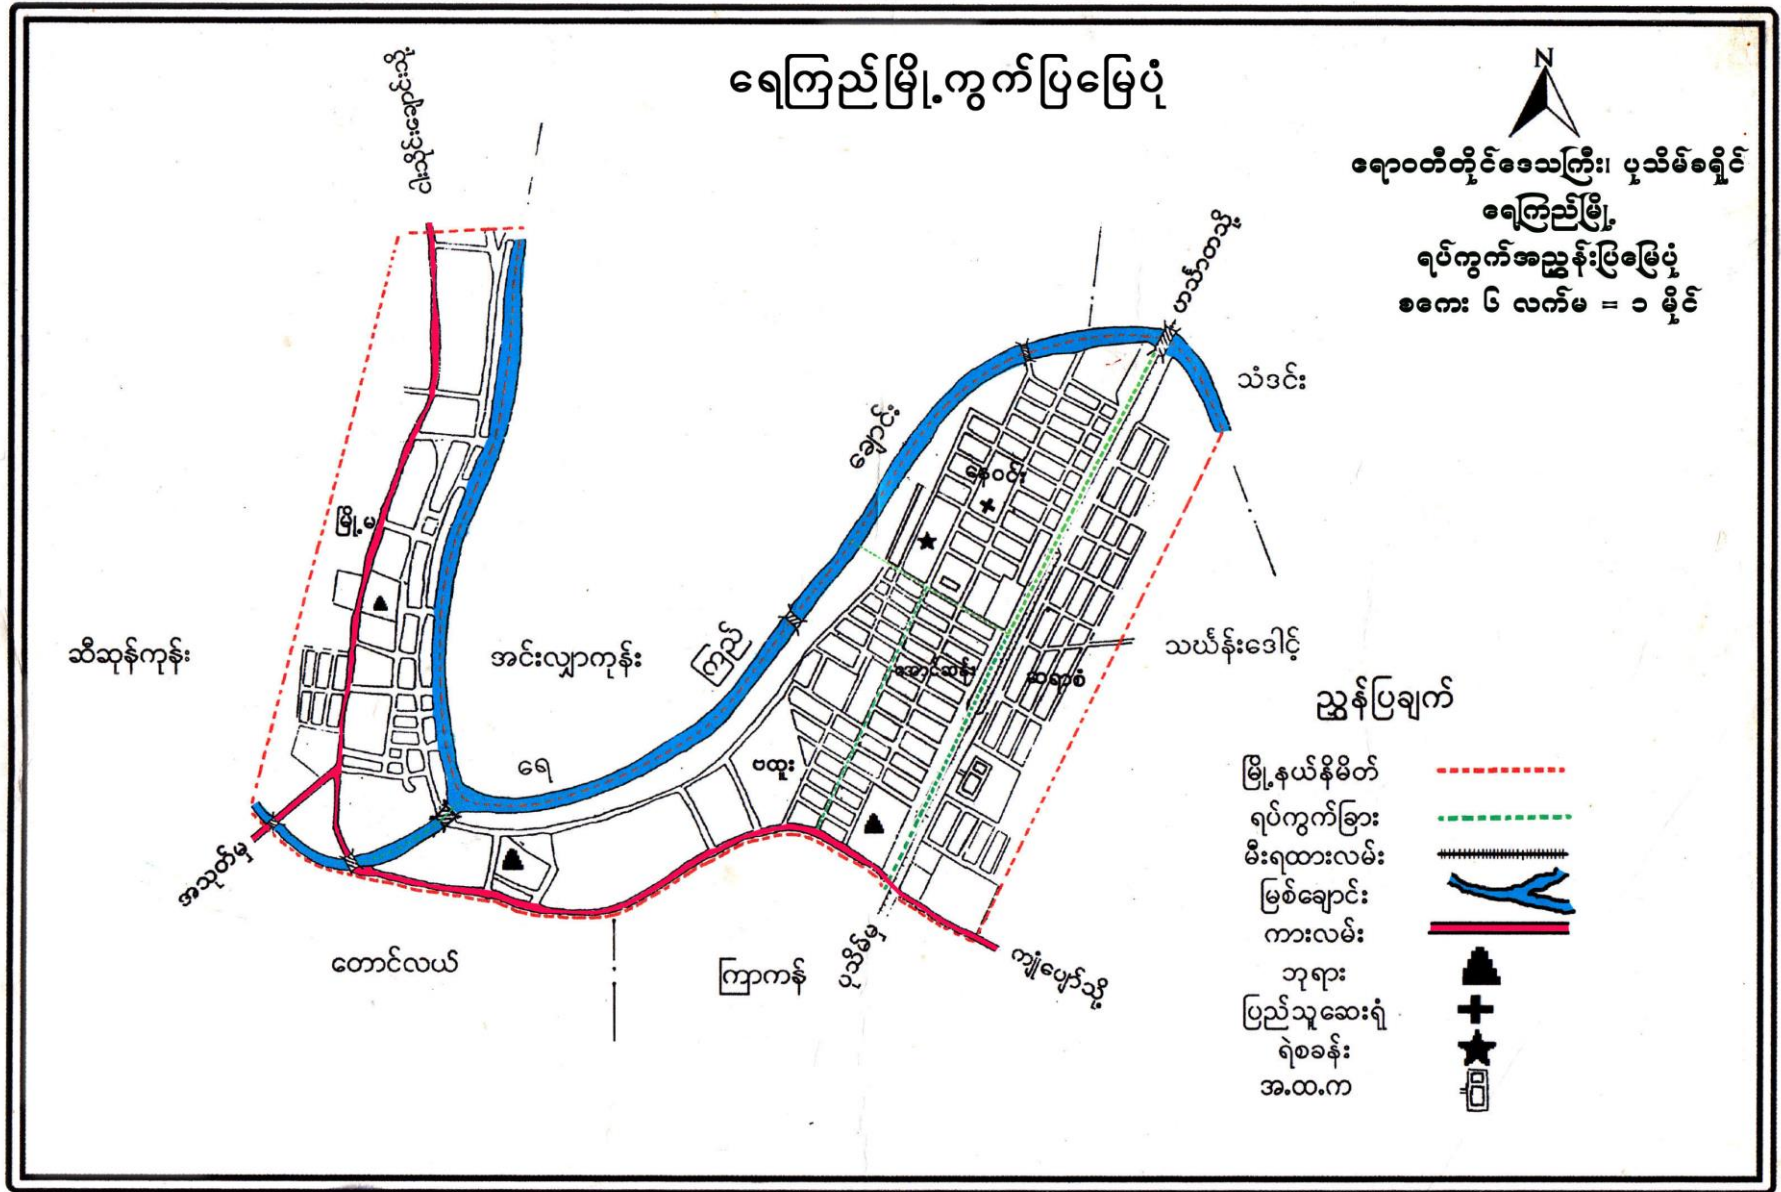 ရေကြည်မြို့ကွက်ပြမြေပုံ
N
ဧရာဝတီတိုင်ဒေသကြီး၊ ပုသိမ်ခရိုင်
ရေကြည်မြို့
ရပ်ကွက်အညွှန်းပြမြေပုံ
စကေး ၆ လက်မ = ၁ မိုင်
ဟင်္သာတသို့
သံဒင်း
ချောင်း
နေဝင်း
မြို့မ
ဆီဆုန်ကုန်း
အင်းလျှာကုန်း
ကြည်
အောင်ဆန်း
ဆရာစံ
သင်္ဃန်းဒေါင့်
ရေ
ဗထူး
အသုတ်မှ
တောင်လယ်
ကြာကန်
ပုသိမ်မှ
ကျုံပျော်သို့
ညွှန်ပြချက်
မြို့နယ်နိမိတ်
ရပ်ကွက်ခြား
မီးရထားလမ်း
မြစ်ချောင်း
ကားလမ်း
ဘုရား
ပြည်သူ့ဆေးရုံ
ရဲစခန်း
အ.ထ.က